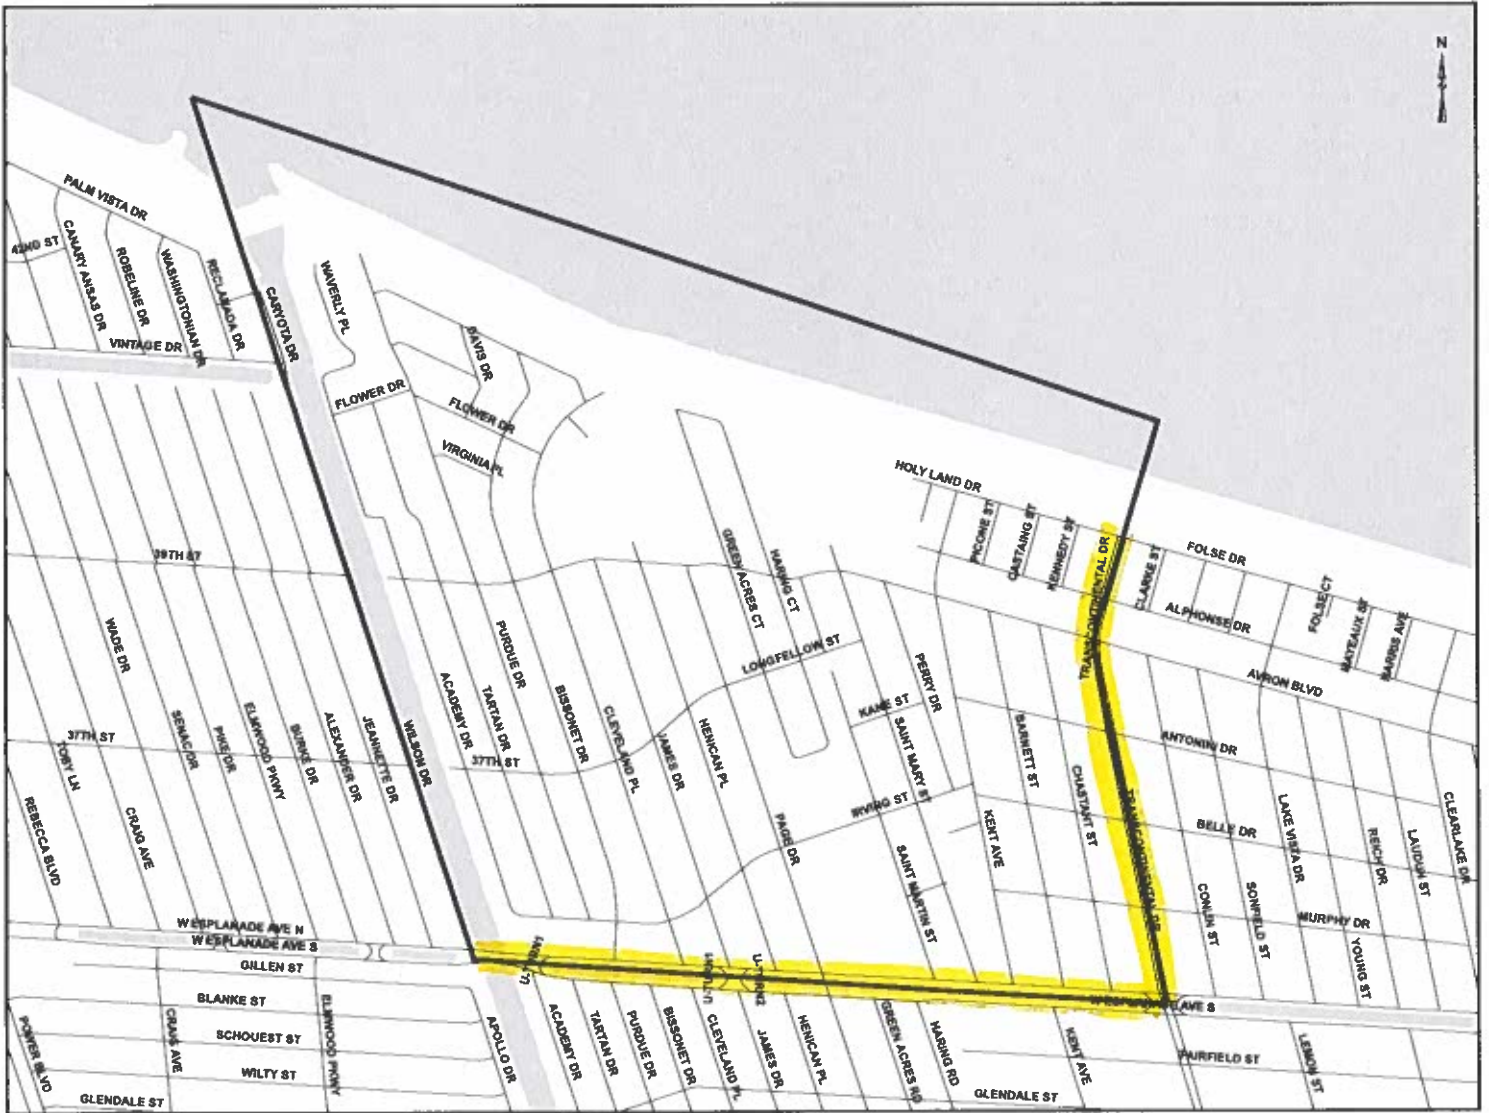 N
PALM VISTA DR
42ND ST
CANARY ANSAS DR
ROBELINE DR
WASHINGTONIAN DR
RECLAMADA DR
CARYOTA DR
WAVERLY PL
VINTAGE DR
DAVIS DR
FLOWER DR
FLOWER DR
VIRGINIA PL
HOLY LAND DR
PICONE ST
CASTAING ST
KENNEDY ST
TRANSCONTINENTAL DR
CLARKE ST
FOLSE DR
FOLSE CT
MAYEAUX ST
HARRIS AVE
ALPHONSE DR
AVRON BLVD
39TH ST
GREEN ACRES CT
HARING CT
LONGFELLOW ST
WADE DR
PURDUE DR
ACADEMY DR
TARTAN DR
BISSONET DR
CLEVELAND PL
JAMES DR
HENICAN PL
PERRY DR
KANE ST
SAINT MARY ST
BARNETT ST
ANTONIN DR
37TH ST
TOBY LN
SENAC DR
PIKE DR
ELMWOOD PKWY
BURKE DR
ALEXANDER DR
JEANNETTE DR
WILSON DR
37TH ST
CHASTANT ST
TRANSCONTINENTAL DR
REBECCA BLVD
CRAIG AVE
PAGE DR
IRVING ST
KENT AVE
BELLE DR
LAKE VISTA DR
REICH DR
LAUDUN ST
CLEARLAKE DR
SAINT MARTIN ST
CONLIN ST
SONFIELD ST
MURPHY DR
YOUNG ST
W ESPLANADE AVE N
W ESPLANADE AVE S
U-TURN2
W ESPLANADE AVE S
GILLEN ST
BLANKE ST
SCHOUEST ST
WILTY ST
GLENDALE ST
POWER BLVD
CRAIG AVE
ELMWOOD PKWY
APOLLO DR
ACADEMY DR
TARTAN DR
PURDUE DR
BISSONET DR
CLEVELAND PL
JAMES DR
HENICAN PL
GREEN ACRES RD
HARING RD
KENT AVE
FAIRFIELD ST
LEMON ST
GLENDALE ST